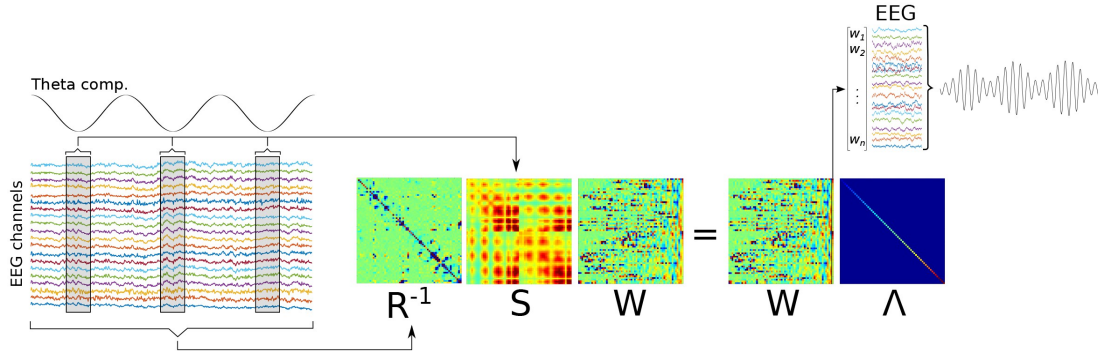 EEG
w1
w2
⋮
wn
Theta comp.
EEG channels
R-1 S W = W Λ